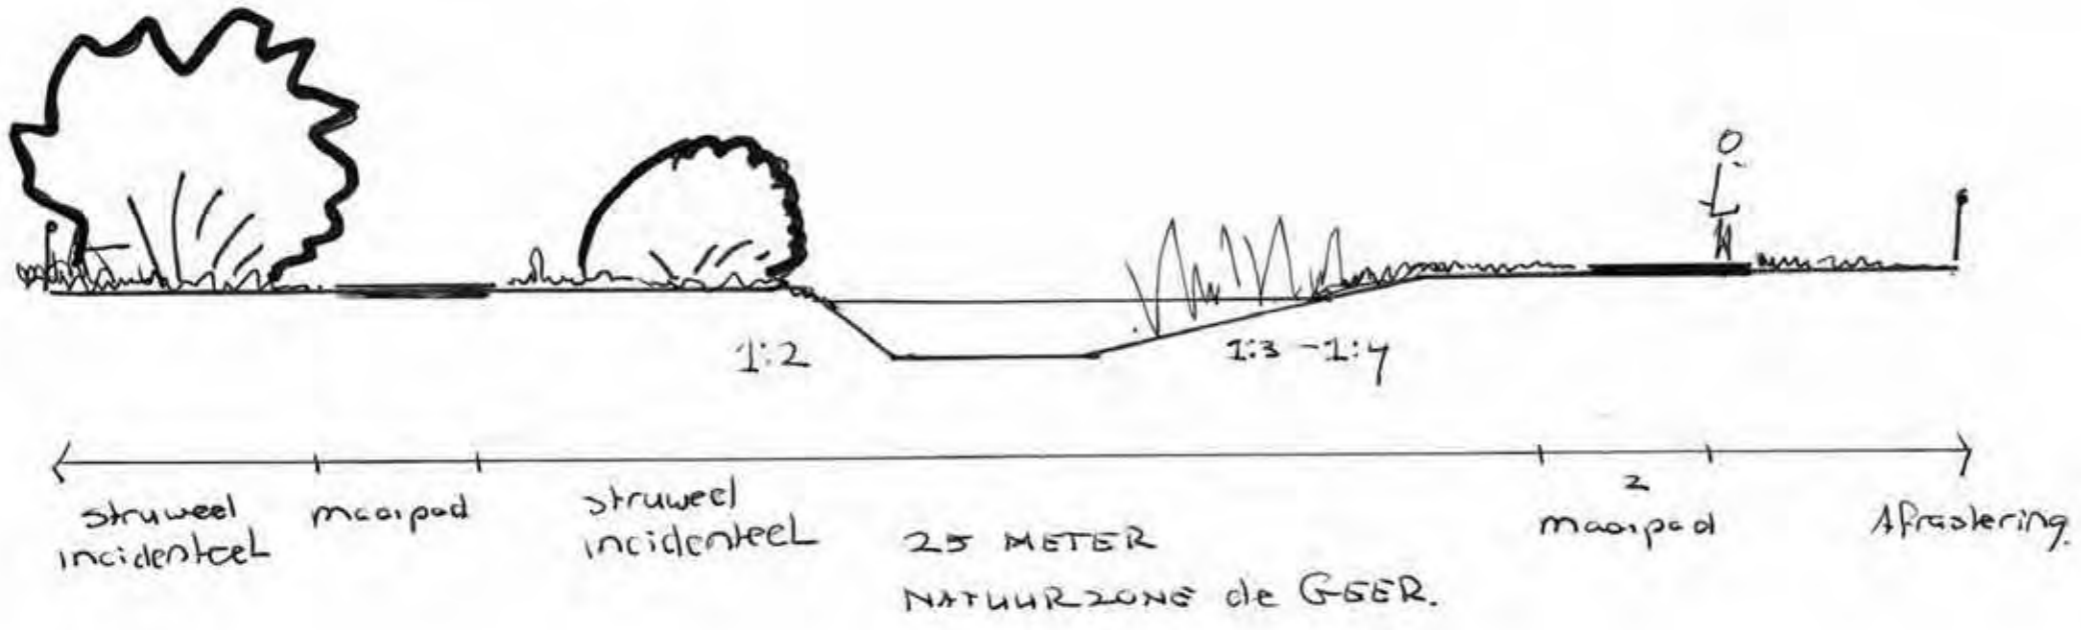 1:2
1:3 - 1:4
struweel
incidenteel
maaipad
struweel
incidenteel
25 METER
NATUURZONE de GEER.
2
maaipad
Afrastering.